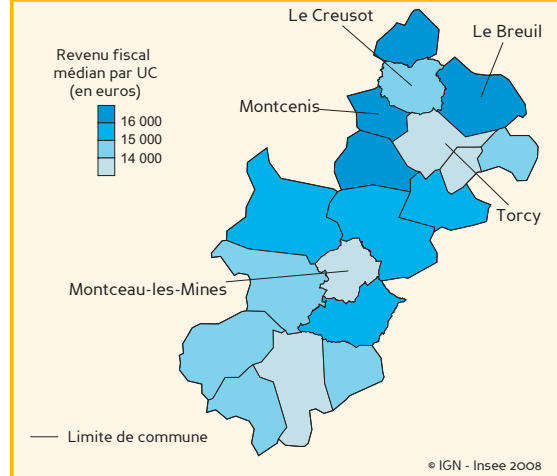 Le Creusot
Le Breuil
Revenu fiscal
médian par UC
(en euros)
Montcenis
16 000
15 000
14 000
Torcy
Montceau-les-Mines
Limite de commune
© IGN - Insee 2008